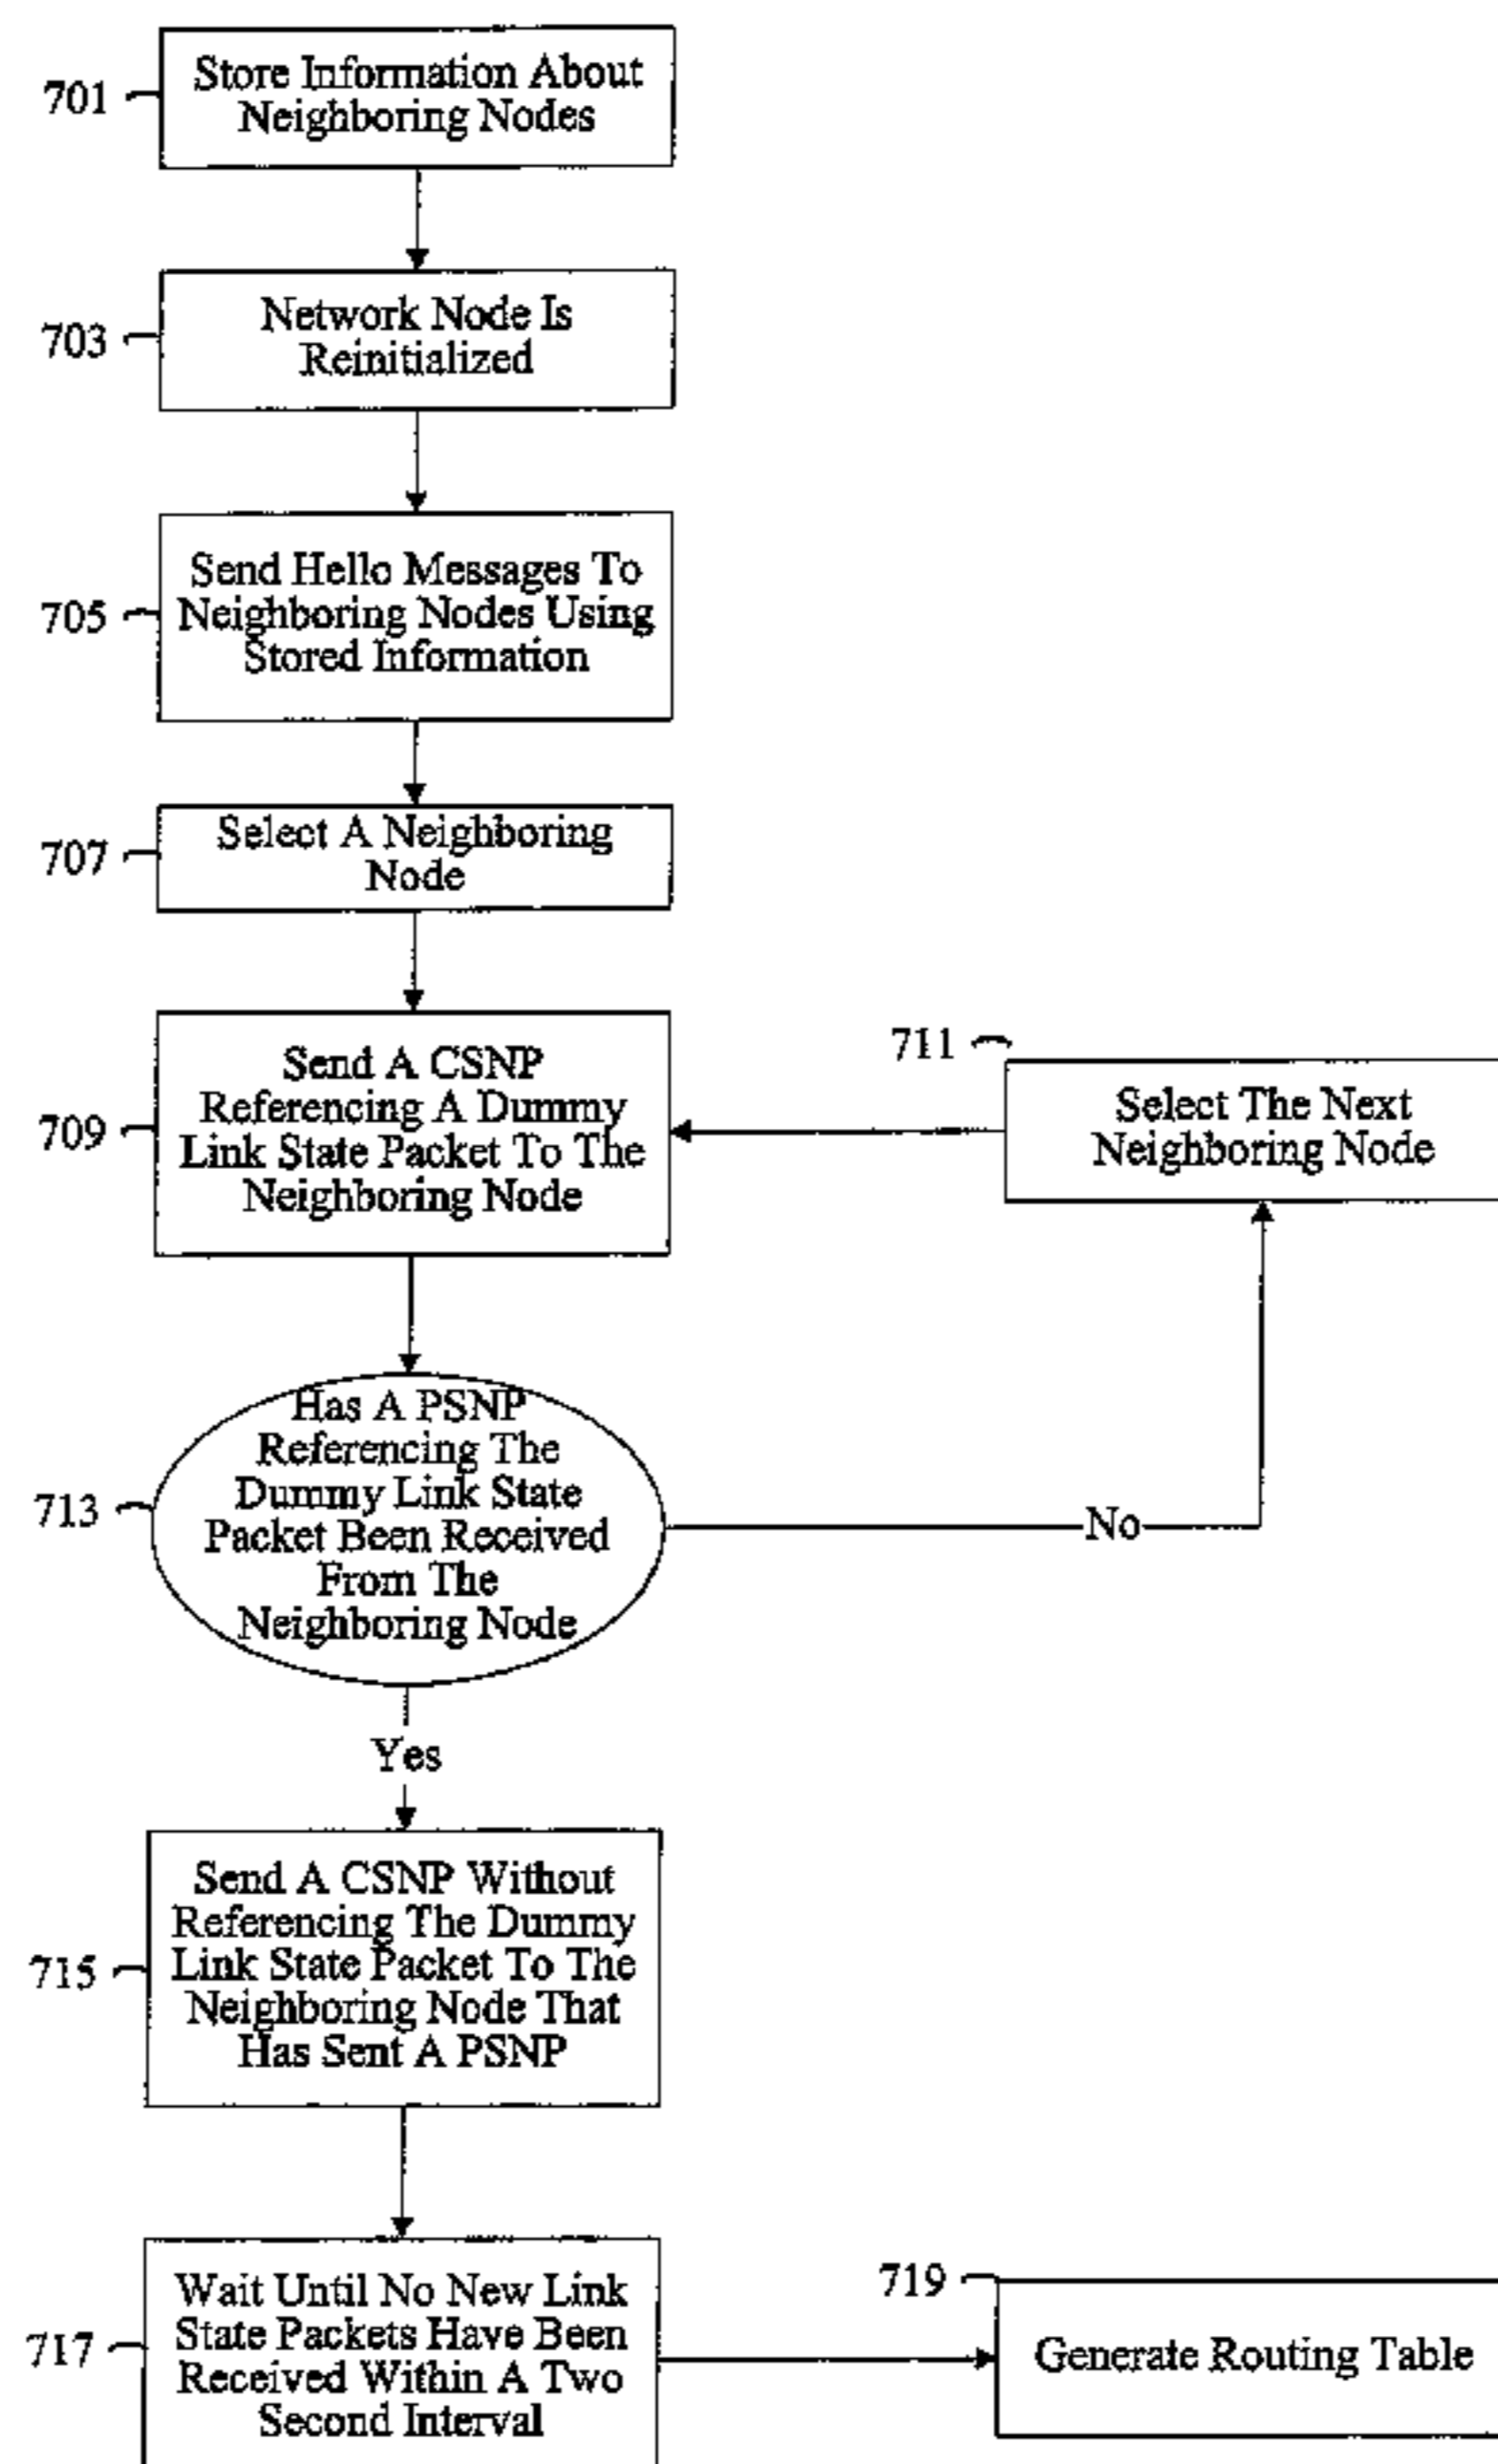 701
Store Information About
Neighboring Nodes
703
Network Node Is
Reinitialized
705
Send Hello Messages To
Neighboring Nodes Using
Stored Information
707
Select A Neighboring
Node
709
Send A CSNP
Referencing A Dummy
Link State Packet To The
Neighboring Node
711
Select The Next
Neighboring Node
713
Has A PSNP
Referencing The
Dummy Link State
Packet Been Received
From The
Neighboring Node
No
Yes
715
Send A CSNP Without
Referencing The Dummy
Link State Packet To The
Neighboring Node That
Has Sent A PSNP
717
Wait Until No New Link
State Packets Have Been
Received Within A Two
Second Interval
719
Generate Routing Table